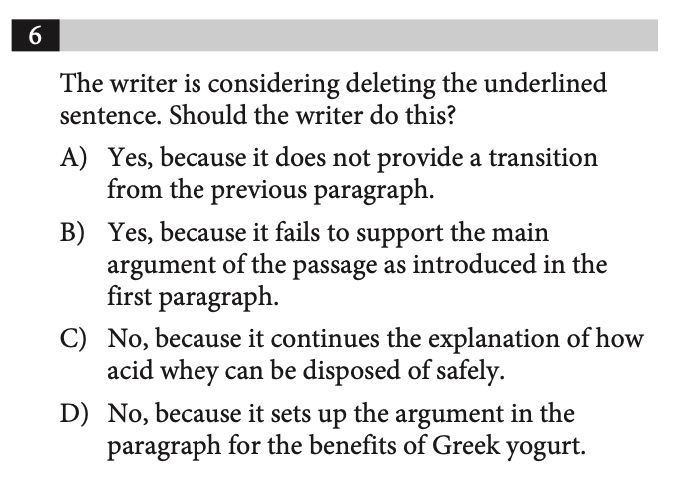 6
The writer is considering deleting the underlined
sentence. Should the writer do this?
A) Yes, because it does not provide a transition
from the previous paragraph.
B) Yes, because it fails to support the main
argument of the passage as introduced in the
first paragraph.
C) No, because it continues the explanation of how
acid whey can be disposed of safely.
D) No, because it sets up the argument in the
paragraph for the benefits of Greek yogurt.